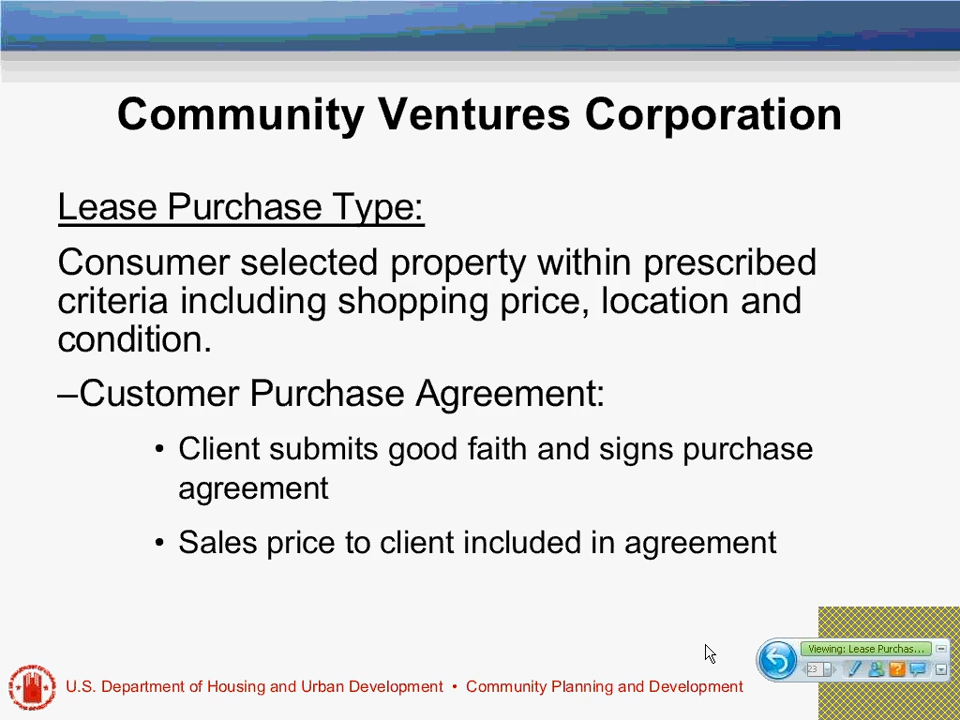 Community Ventures Corporation
Lease Purchase Type:
Consumer selected property within prescribed
criteria including shopping price, location and
condition.
–Customer Purchase Agreement:
• Client submits good faith and signs purchase
agreement
• Sales price to client included in agreement
Viewing: Lease Purchas...
23
U.S. Department of Housing and Urban Development • Community Planning and Development